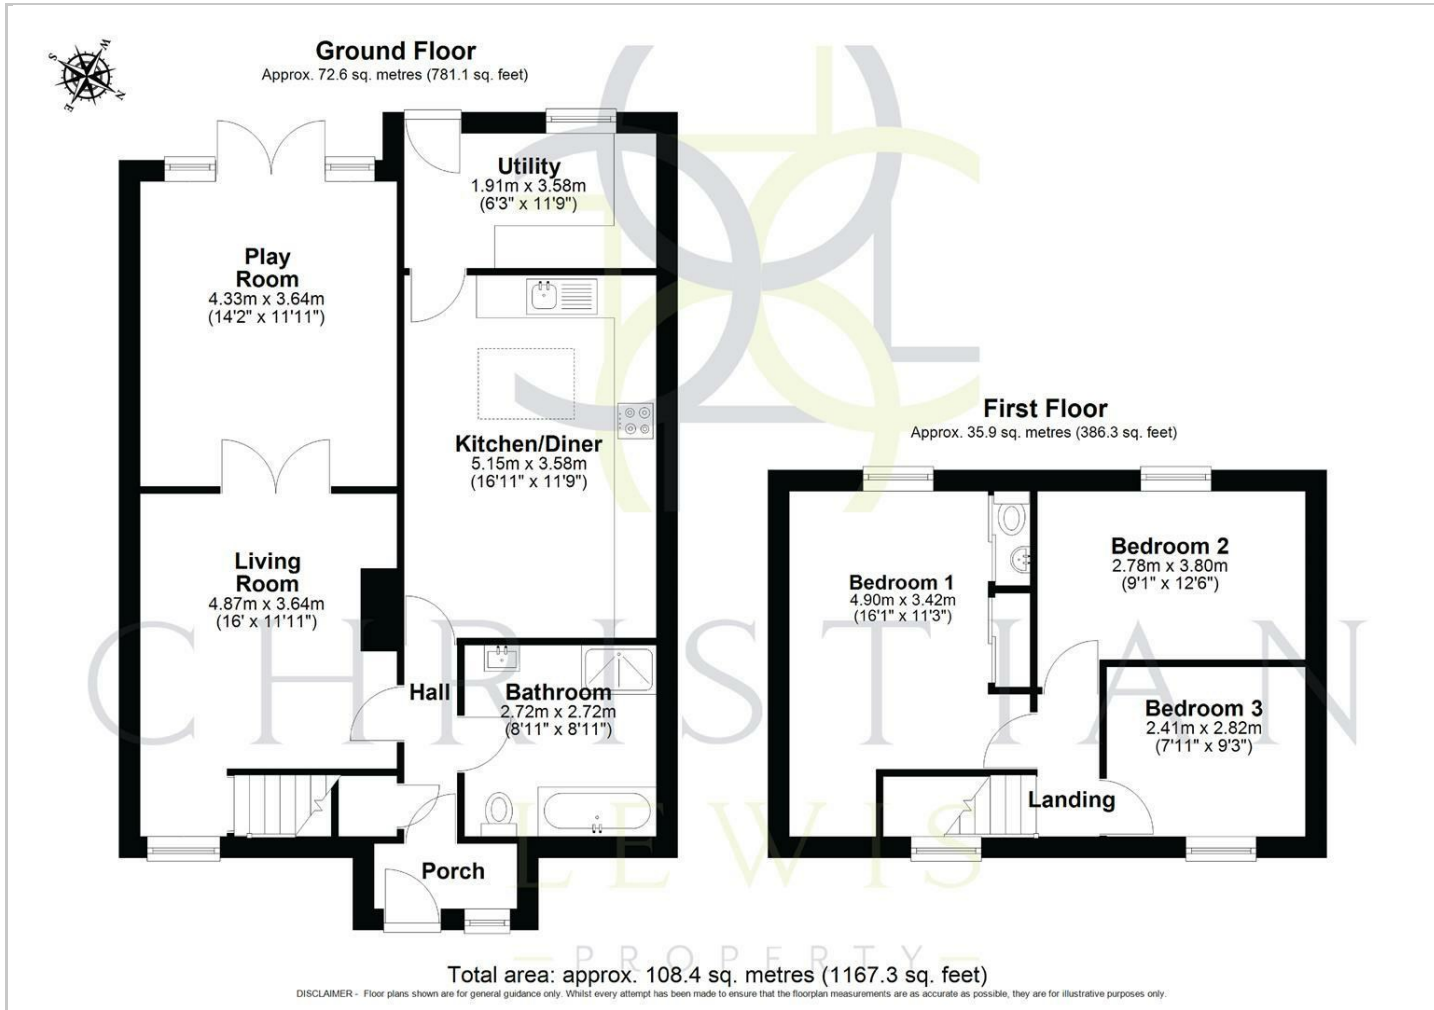 Ground Floor
Approx. 72.6 sq. metres (781.1 sq. feet)
S
W
E
N
Utility
1.91m x 3.58m
(6'3" x 11'9")
Play
Room
4.33m x 3.64m
(14'2" x 11'11")
Kitchen/Diner
5.15m x 3.58m
(16'11" x 11'9")
Living
Room
4.87m x 3.64m
(16' x 11'11")
Hall
Bathroom
2.72m x 2.72m
(8'11" x 8'11")
Porch
First Floor
Approx. 35.9 sq. metres (386.3 sq. feet)
Bedroom 1
4.90m x 3.42m
(16'1" x 11'3")
Bedroom 2
2.78m x 3.80m
(9'1" x 12'6")
Bedroom 3
2.41m x 2.82m
(7'11" x 9'3")
Landing
CHRISTIAN
LEWIS
PROPERTY
Total area: approx. 108.4 sq. metres (1167.3 sq. feet)
DISCLAIMER - Floor plans shown are for general guidance only. Whilst every attempt has been made to ensure that the floorplan measurements are as accurate as possible, they are for illustrative purposes only.